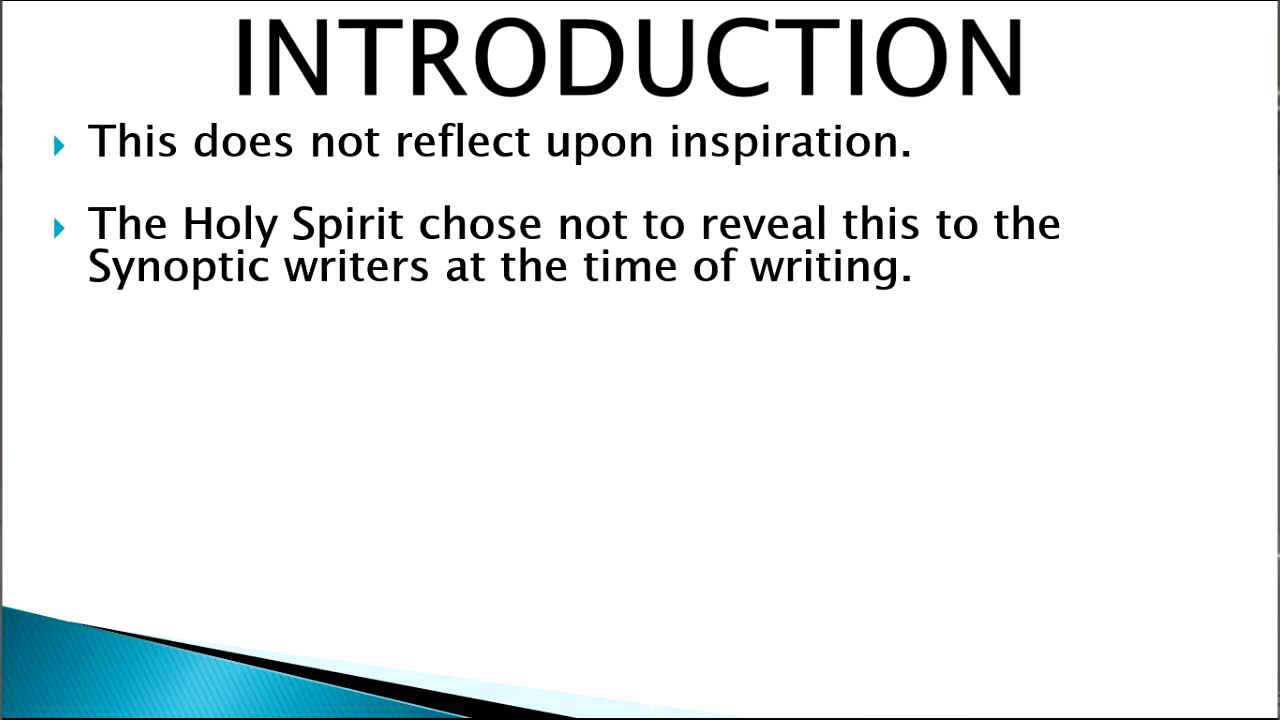 INTRODUCTION
This does not reflect upon inspiration.
The Holy Spirit chose not to reveal this to the
Synoptic writers at the time of writing.